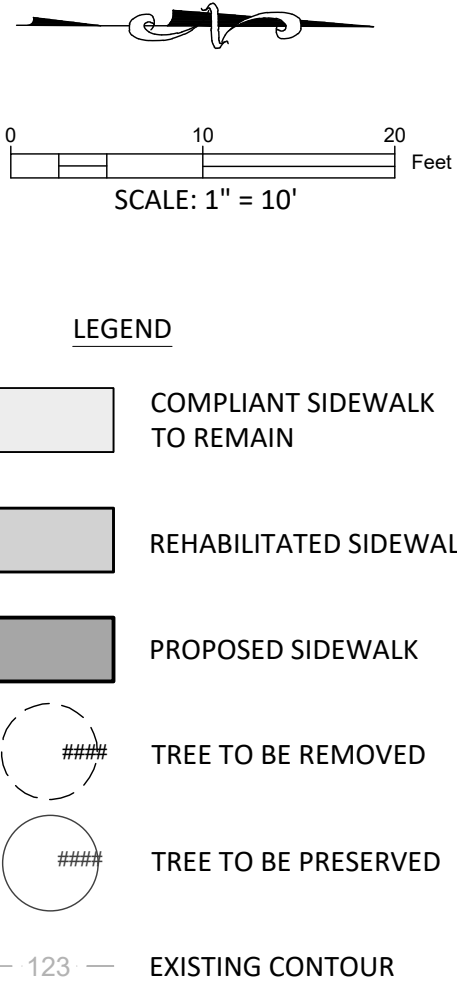 0 10 20
Feet
SCALE: 1" = 10'
LEGEND
COMPLIANT SIDEWALK
TO REMAIN
REHABILITATED SIDEWAL
PROPOSED SIDEWALK
#### TREE TO BE REMOVED
#### TREE TO BE PRESERVED
123 EXISTING CONTOUR